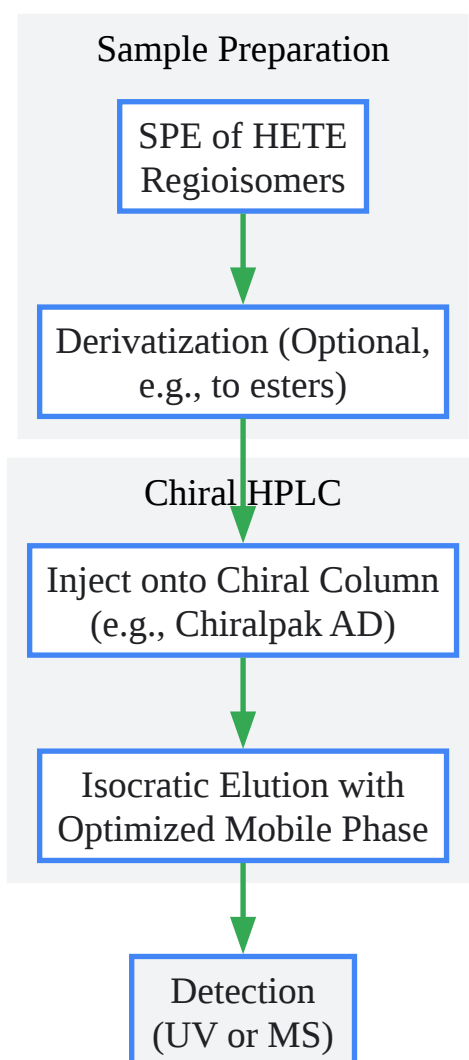 Sample Preparation
SPE of HETE
Regioisomers
Derivatization (Optional,
e.g., to esters)
Chiral HPLC
Inject onto Chiral Column
(e.g., Chiralpak AD)
Isocratic Elution with
Optimized Mobile Phase
Detection
(UV or MS)